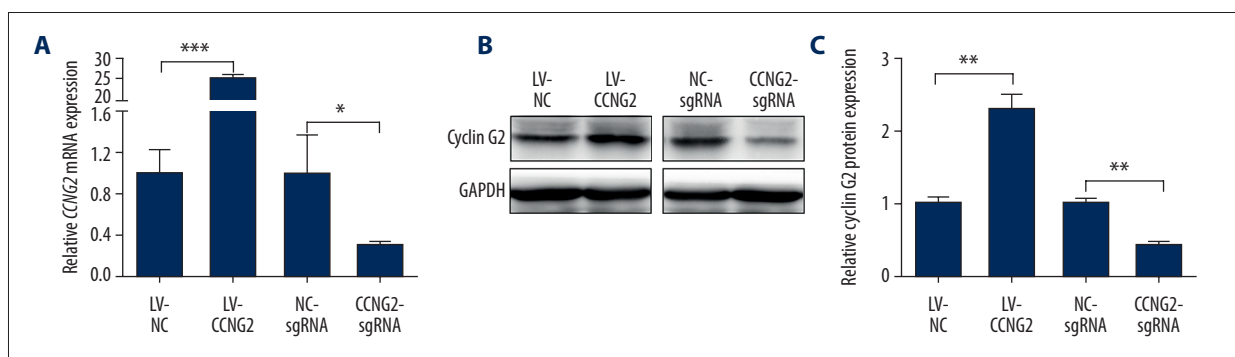 A
Relative CCNG2 mRNA expression
30
25
20
1.6
1.2
0.8
0.4
0.0
***
*
LV-
NC
LV-
CCNG2
NC-
sgRNA
CCNG2-
sgRNA
B
LV-
NC
LV-
CCNG2
NC-
sgRNA
CCNG2-
sgRNA
Cyclin G2
GAPDH
C
Relative cyclin G2 protein expression
3
2
1
0
**
**
LV-
NC
LV-
CCNG2
NC-
sgRNA
CCNG2-
sgRNA